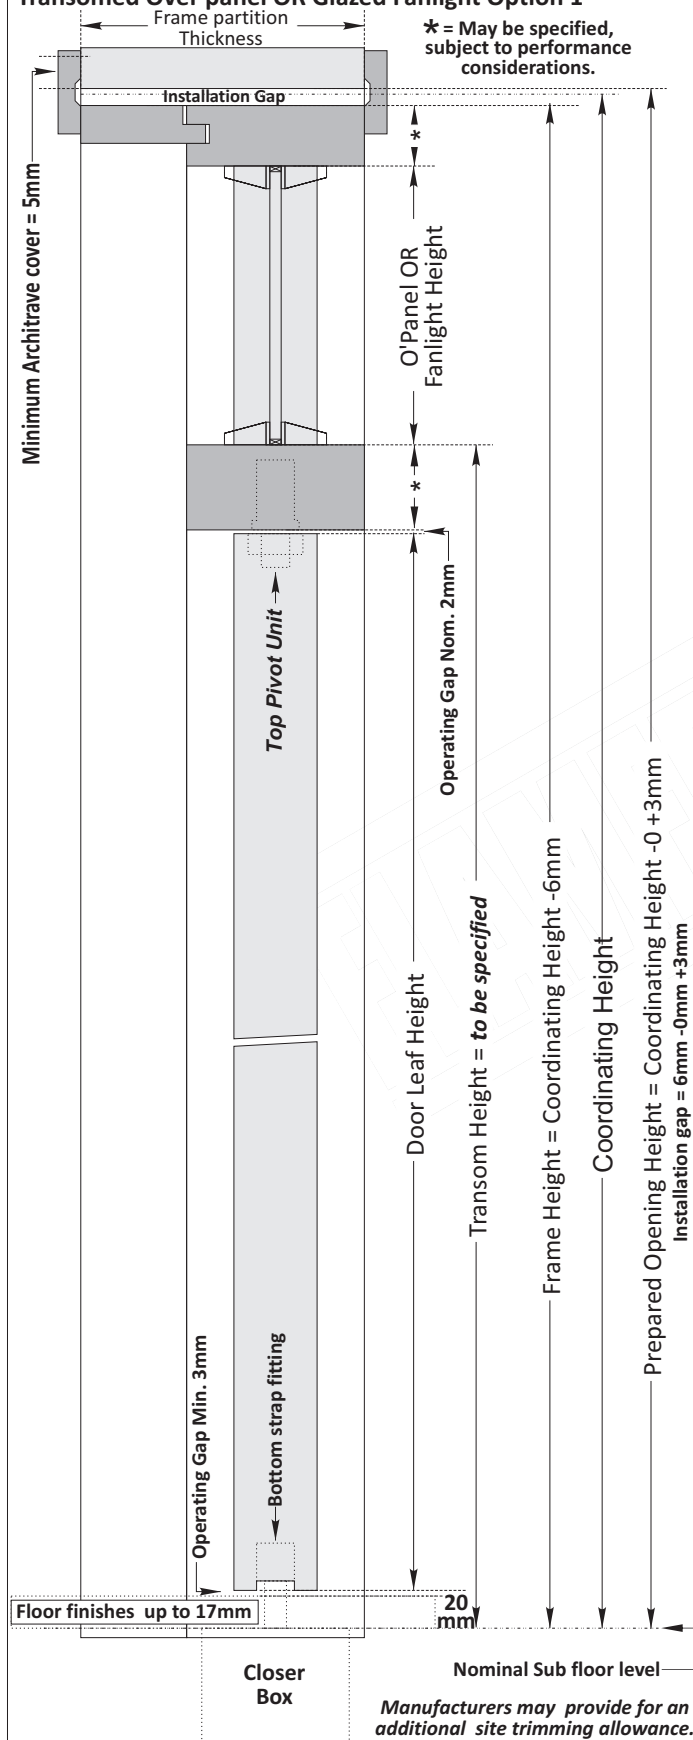 Transomed Over panel OR Glazed Fanlight Option 1
Frame partition
Thickness
* = May be specified,
subject to performance
considerations.
Installation Gap
*
Minimum Architrave cover = 5mm
O'Panel OR
Fanlight Height
*
Operating Gap Nom. 2mm
Top Pivot Unit
Door Leaf Height
Transom Height = to be specified
Frame Height = Coordinating Height -6mm
Coordinating Height
Prepared Opening Height = Coordinating Height -0 +3mm
Installation gap = 6mm -0mm +3mm
Operating Gap Min. 3mm
Bottom strap fitting
Floor finishes up to 17mm
20
mm
Closer
Box
Nominal Sub floor level
Manufacturers may provide for an
additional site trimming allowance.